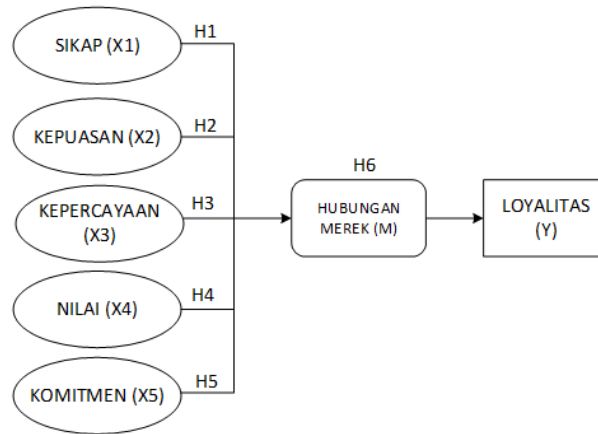 H1
SIKAP (X1)
H2
KEPUASAN (X2)
H3
KEPERCAYAAN
(X3)
H4
NILAI (X4)
H5
KOMITMEN (X5)
H6
HUBUNGAN
MEREK (M)
LOYALITAS
(Y)